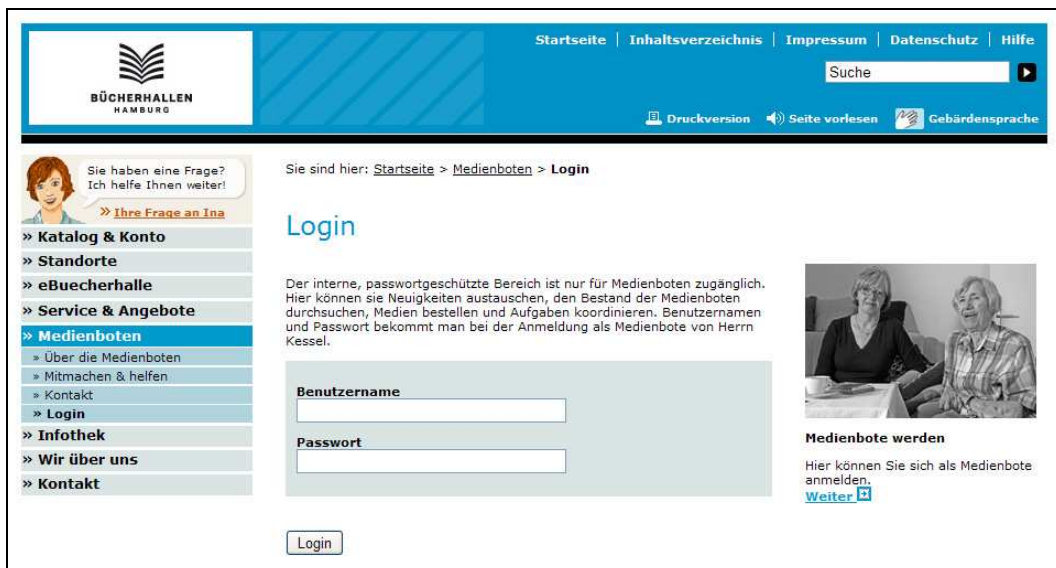 BÜCHERHALLEN
HAMBURG
Startseite | Inhaltsverzeichnis | Impressum | Datenschutz | Hilfe
Suche
Druckversion Seite vorlesen Gebärdensprache
Sie haben eine Frage?
Ich helfe Ihnen weiter!
» Ihre Frage an Ina
» Katalog & Konto
» Standorte
» eBuecherhalle
» Service & Angebote
» Medienboten
» Über die Medienboten
» Mitmachen & helfen
» Kontakt
» Login
» Infothek
» Wir über uns
» Kontakt
Sie sind hier: Startseite > Medienboten > Login
Login
Der interne, passwortgeschützte Bereich ist nur für Medienboten zugänglich.
Hier können sie Neuigkeiten austauschen, den Bestand der Medienboten
durchsuchen, Medien bestellen und Aufgaben koordinieren. Benutzernamen
und Passwort bekommt man bei der Anmeldung als Medienbote von Herrn
Kessel.
Benutzername
Passwort
Login
Medienbote werden
Hier können Sie sich als Medienbote
anmelden.
Weiter